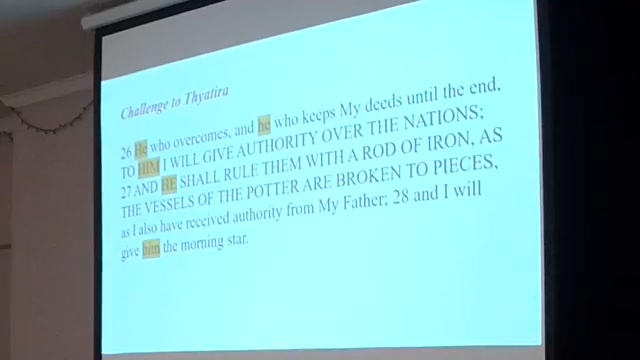 Challenge to Thyatira
26 He who overcomes, and he who keeps My deeds until the end,
TO HIM I WILL GIVE AUTHORITY OVER THE NATIONS;
27 AND HE SHALL RULE THEM WITH A ROD OF IRON, AS
THE VESSELS OF THE POTTER ARE BROKEN TO PIECES,
as I also have received authority from My Father; 28 and I will
give him the morning star.